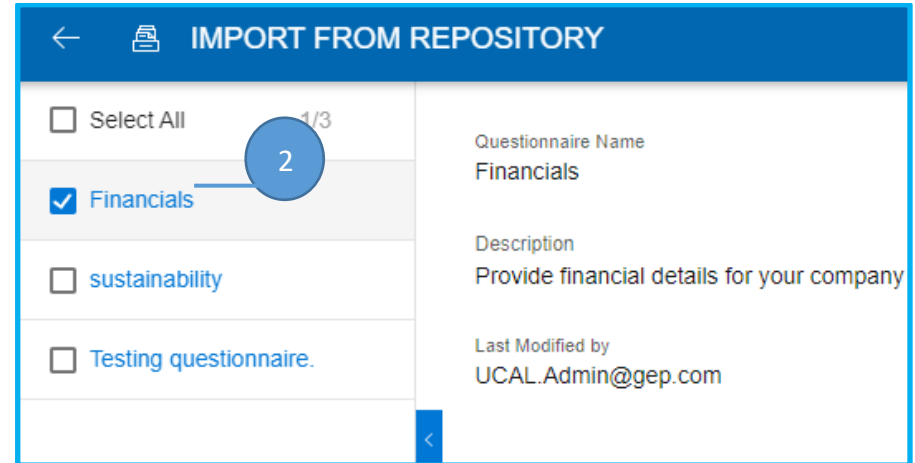 IMPORT FROM REPOSITORY
Select All 1/3
2
Financials
sustainability
Testing questionnaire.
Questionnaire Name
Financials
Description
Provide financial details for your company
Last Modified by
UCAL.Admin@gep.com